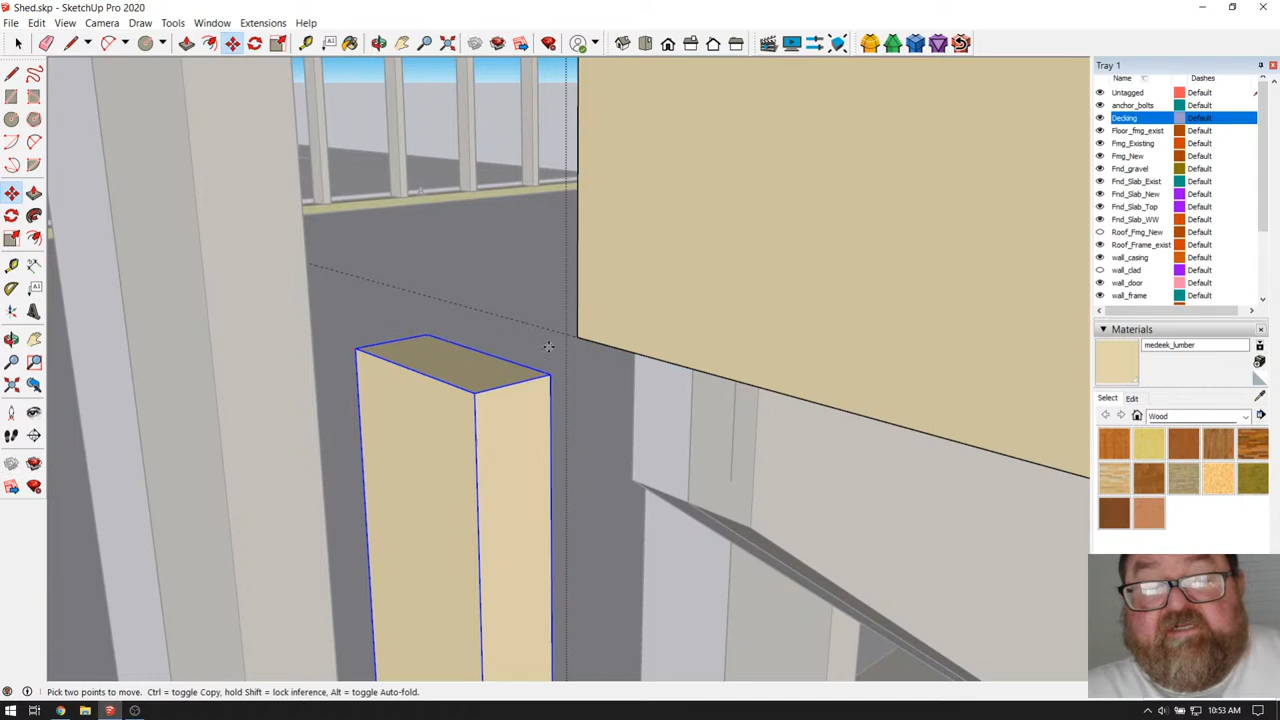 Shed.skp - SketchUp Pro 2020
File Edit View Camera Draw Tools Window Extensions Help
Tray 1
Name Dashes
Untagged Default
anchor_bolts Default
Decking Default
Floor_fmg_exist Default
Fmg_Existing Default
Fmg_New Default
Fnd_gravel Default
Fnd_Slab_Exist Default
Fnd_Slab_New Default
Fnd_Slab_Top Default
Fnd_Slab_WW Default
Roof_Fmg_New Default
Roof_Frame_exist Default
wall_casing Default
wall_clad Default
wall_door Default
wall_frame Default
Materials
medeek_lumber
Select Edit
Wood
Pick two points to move. Ctrl = toggle Copy, hold Shift = lock inference, Alt = toggle Auto-fold.
10:53 AM